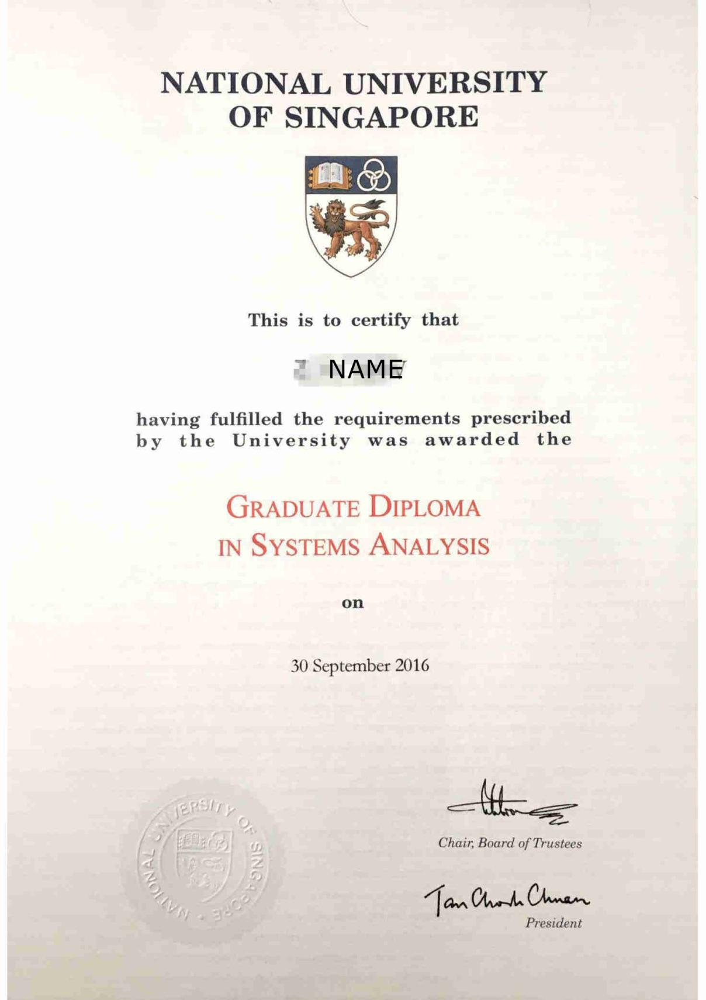 NATIONAL UNIVERSITY
OF SINGAPORE
This is to certify that
NAME
having fulfilled the requirements prescribed
by the University was awarded the
GRADUATE DIPLOMA
IN SYSTEMS ANALYSIS
on
30 September 2016
Chair, Board of Trustees
Tan Chorh Chuan
President
NATIONAL UNIVERSITY OF SINGAPORE